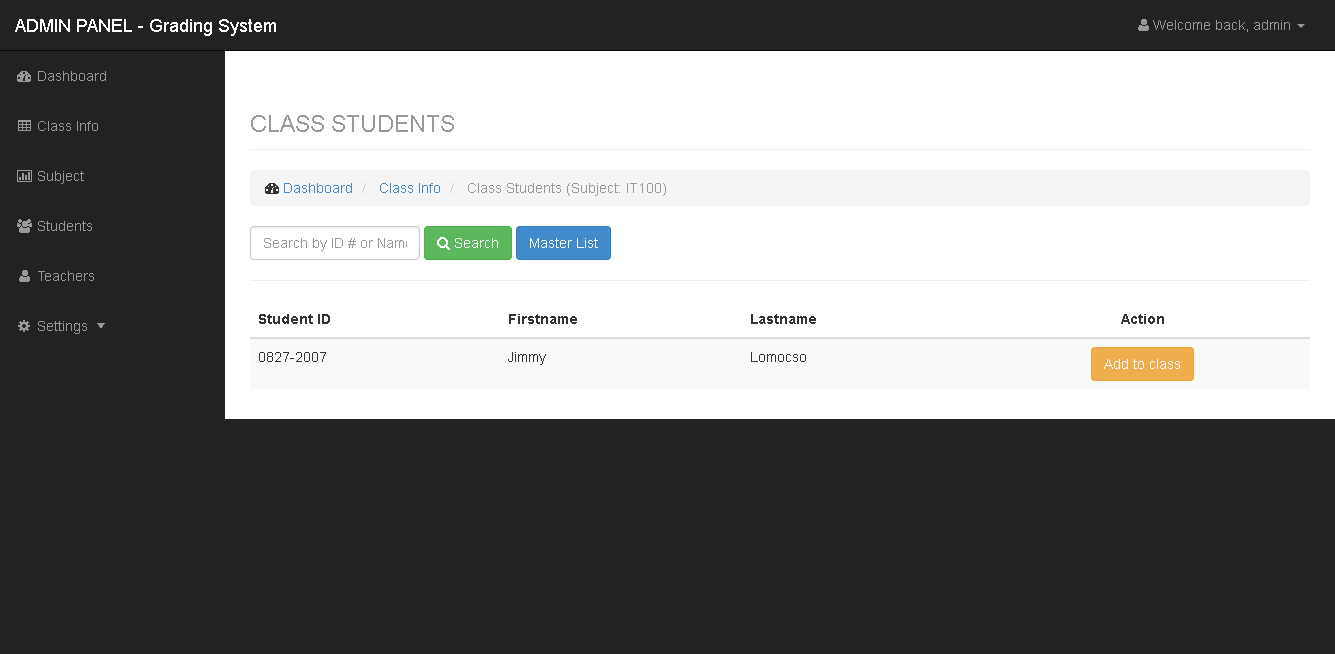 ADMIN PANEL - Grading System
Welcome back, admin
Dashboard
Class Info
Subject
Students
Teachers
Settings
CLASS STUDENTS
Dashboard / Class Info / Class Students (Subject: IT100)
Search by ID # or Name Search Master List
Student ID Firstname Lastname Action
0827-2007 Jimmy Lomocso Add to class